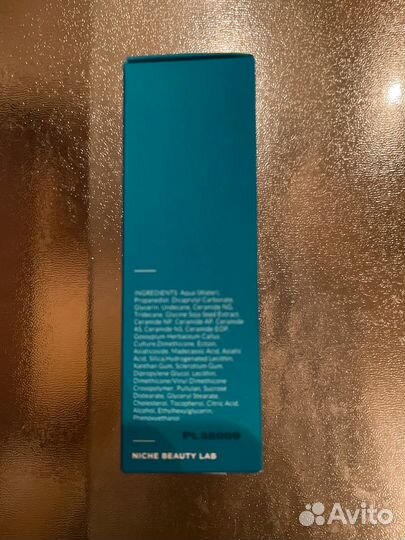 INGREDIENTS: Aqua (Water),
Propanediol, Dicaprylyl Carbonate,
Glycerin, Undecane, Ceramide NG,
Tridecane, Glycine Soja Seed Extract,
Ceramide NP, Ceramide AP, Ceramide
AS, Ceramide NS, Ceramide EOP,
Gossypium Herbaceum Callus
Culture, Dimethicone, Ectoin,
Asiaticoside, Madecassic Acid, Asiatic
Acid, Silica, Hydrogenated Lecithin,
Xanthan Gum, Sclerotium Gum,
Dipropylene Glycol, Lecithin,
Dimethicone/Vinyl Dimethicone
Crosspolymer, Pullulan, Sucrose
Distearate, Glyceryl Stearate,
Cholesterol, Tocopherol, Citric Acid,
Alcohol, Ethylhexylglycerin,
Phenoxyethanol
NICHE BEAUTY LAB
Avito